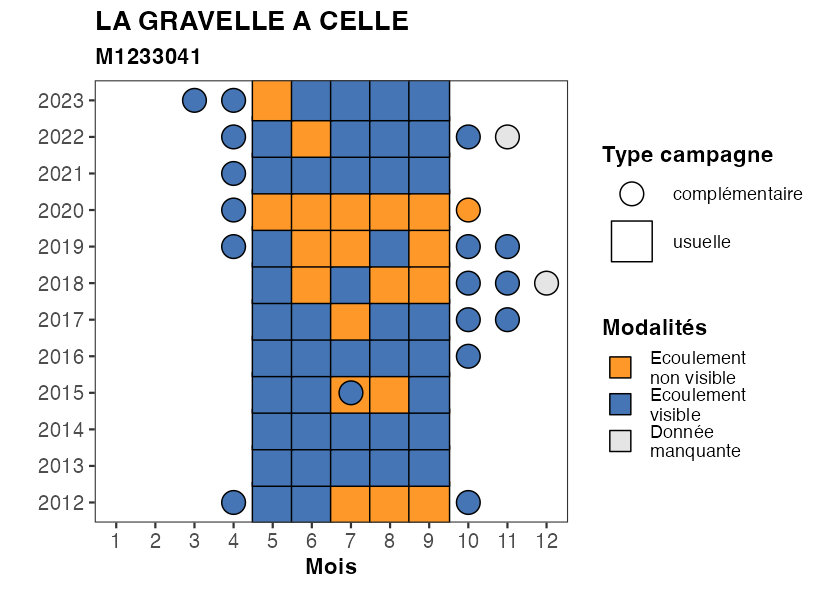 LA GRAVELLE A CELLE
M1233041
2023
2022
2021
2020
2019
2018
2017
2016
2015
2014
2013
2012
1 2 3 4 5 6 7 8 9 10 11 12
Mois
Type campagne
complémentaire
usuelle
Modalités
Ecoulement
non visible
Ecoulement
visible
Donnée
manquante